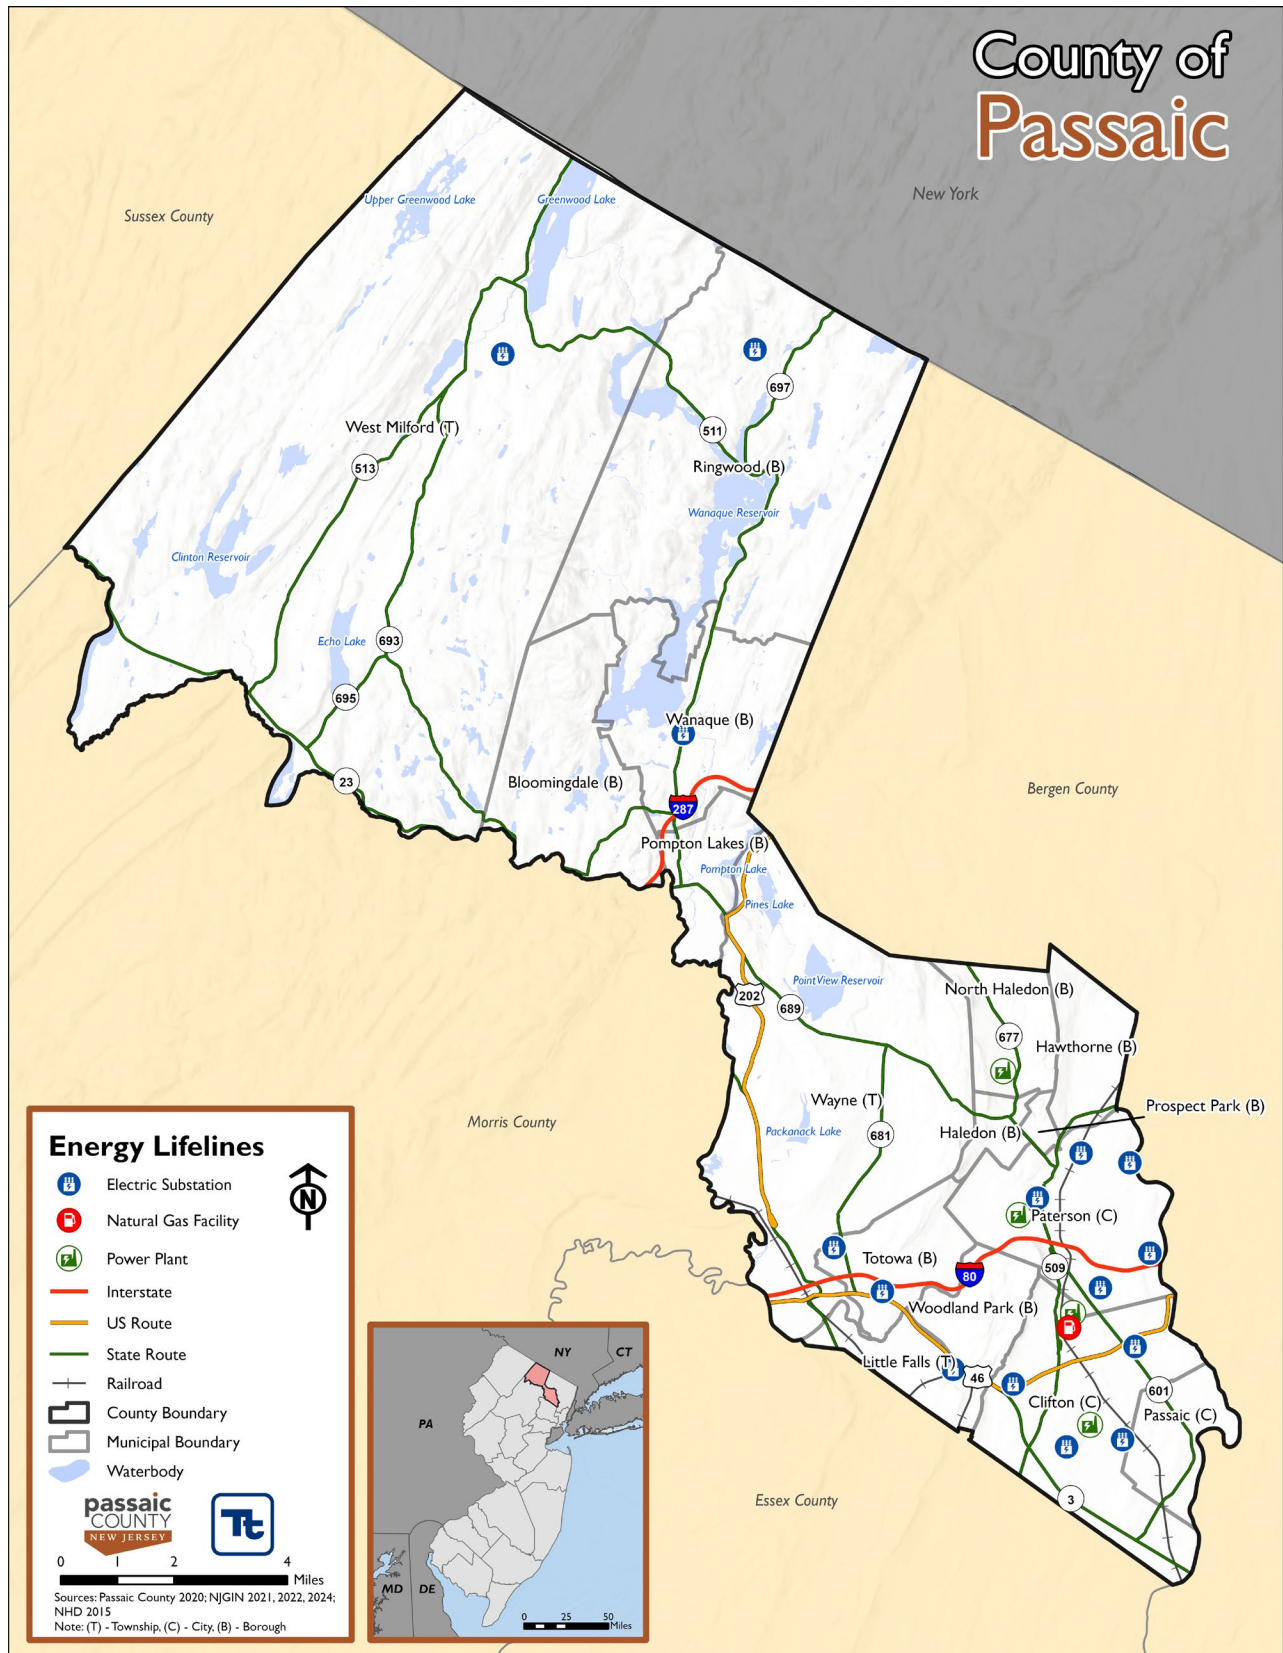 County of
Passaic
New York
Sussex County
Upper Greenwood Lake
Greenwood Lake
697
511
West Milford (T)
513
Ringwood (B)
Wanaque Reservoir
Clinton Reservoir
Echo Lake
693
695
Wanaque (B)
23
Bloomingdale (B)
287
Bergen County
Pompton Lakes (B)
Pompton Lake
Pines Lake
PointView Reservoir
202
689
North Haledon (B)
677
Hawthorne (B)
Wayne (T)
Prospect Park (B)
Morris County
Packanack Lake
681
Haledon (B)
Paterson (C)
Totowa (B)
80
509
Woodland Park (B)
Little Falls (T)
46
601
Clifton (C)
Passaic (C)
3
Essex County
Energy Lifelines
N
Electric Substation
Natural Gas Facility
Power Plant
Interstate
US Route
State Route
Railroad
County Boundary
Municipal Boundary
Waterbody
passaic
COUNTY
NEW JERSEY
Tt
0 1 2 4
Miles
Sources: Passaic County 2020; NJGIN 2021, 2022, 2024;
NHD 2015
Note: (T) - Township, (C) - City, (B) - Borough
NY
CT
PA
MD
DE
0 25 50
Miles